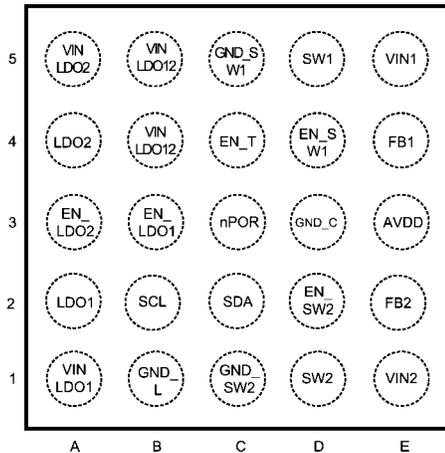 5
VIN
LDO2
VIN
LDO12
GND_S
W1
SW1
VIN1
4
LDO2
VIN
LDO12
EN_T
EN_S
W1
FB1
3
EN_
LDO2
EN_
LDO1
nPOR
GND_C
AVDD
2
LDO1
SCL
SDA
EN_
SW2
FB2
1
VIN
LDO1
GND_
L
GND_
SW2
SW2
VIN2
A
B
C
D
E